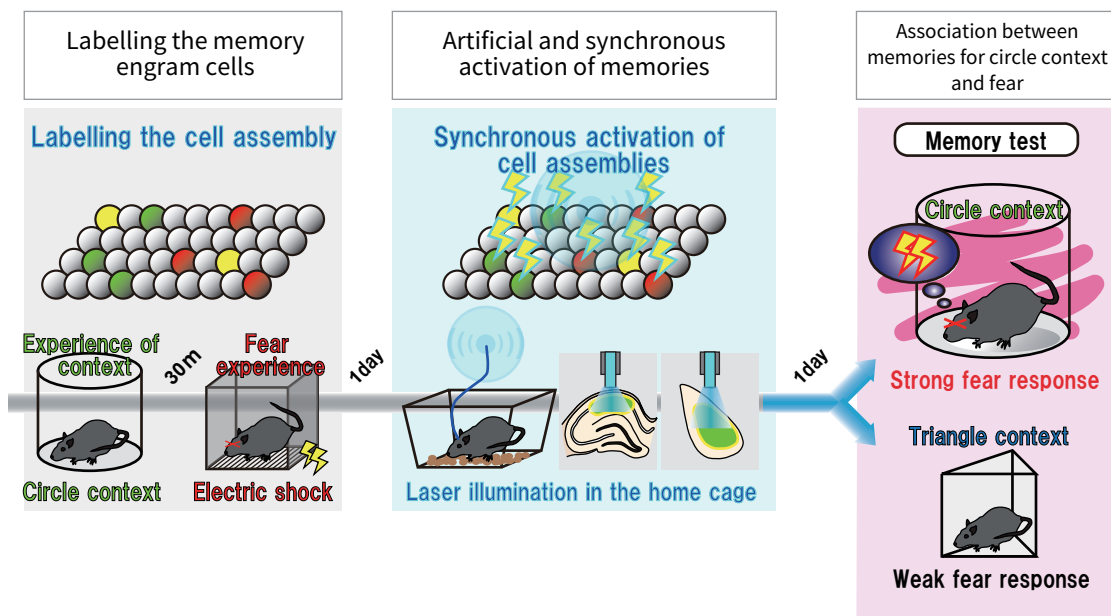 Labelling the memory
engram cells
Artificial and synchronous
activation of memories
Association between
memories for circle context
and fear
Labelling the cell assembly
Synchronous activation of
cell assemblies
Memory test
Circle context
Experience of
context
30m
Fear
experience
1day
1day
Strong fear response
Triangle context
Circle context
Electric shock
Laser illumination in the home cage
Weak fear response